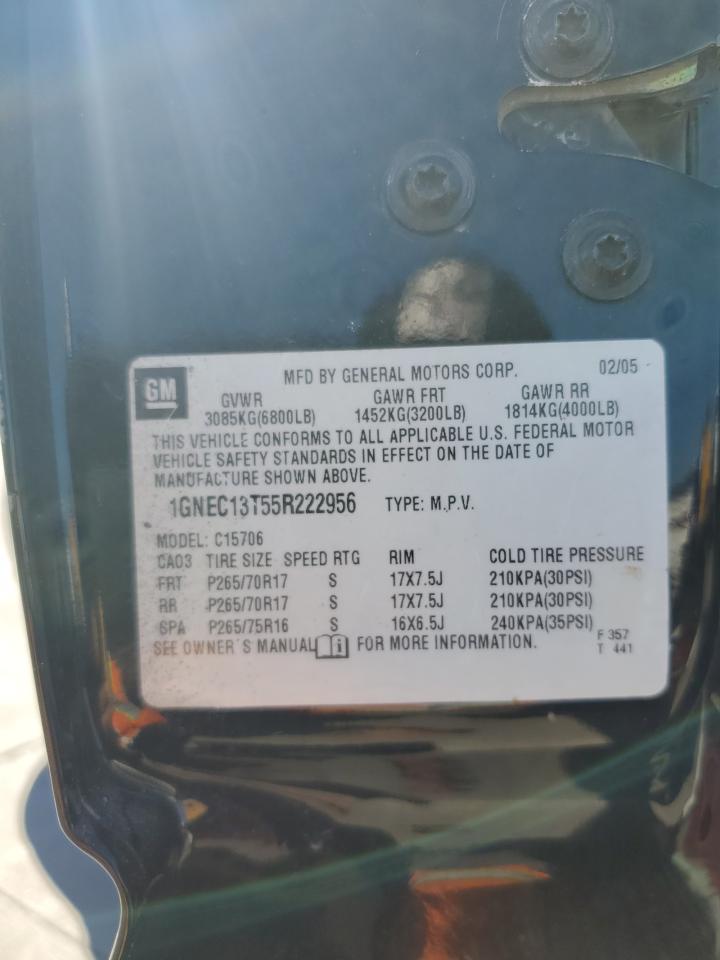 GM
MFD BY GENERAL MOTORS CORP. 02/05
GVWR GAWR FRT GAWR RR
3085KG(6800LB) 1452KG(3200LB) 1814KG(4000LB)
THIS VEHICLE CONFORMS TO ALL APPLICABLE U.S. FEDERAL MOTOR
VEHICLE SAFETY STANDARDS IN EFFECT ON THE DATE OF
MANUFACTURE SHOWN ABOVE.
1GNEC13T55R222956 TYPE: M.P.V.
MODEL: C15706
CA03 TIRE SIZE SPEED RTG RIM COLD TIRE PRESSURE
FRT P265/70R17 S 17X7.5J 210KPA(30PSI)
RR P265/70R17 S 17X7.5J 210KPA(30PSI)
SPA P265/75R16 S 16X6.5J 240KPA(35PSI)
SEE OWNER'S MANUAL i FOR MORE INFORMATION.
F 357
T 441